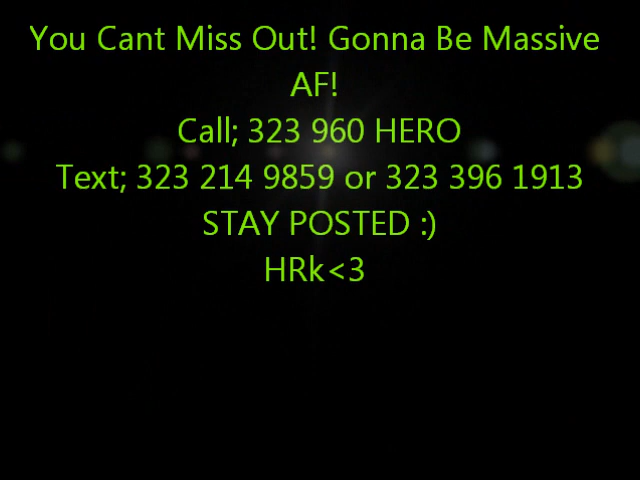 You Cant Miss Out! Gonna Be Massive
AF!
Call; 323 960 HERO
Text; 323 214 9859 or 323 396 1913
STAY POSTED :)
HRk<3